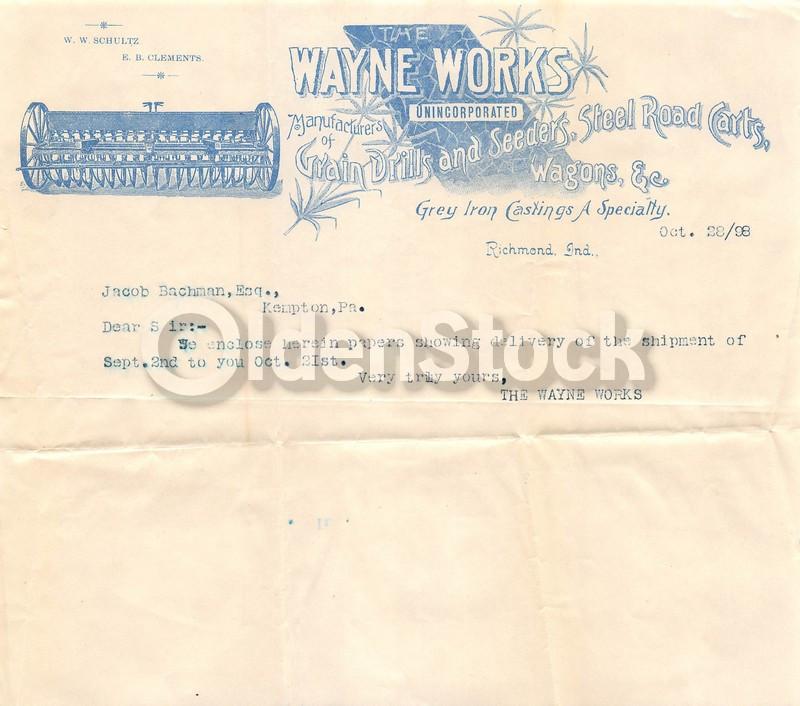 W. W. SCHULTZ
E. B. CLEMENTS.
THE
WAYNE WORKS
UNINCORPORATED
Manufacturers of
Grain Drills and Seeders, Steel Road Carts,
Wagons, &c.
Grey Iron Castings A Specialty.
Oct. 28/98
Richmond, Ind.,
Jacob Bachman,Esq.,
Kempton,Pa.
Dear S ir:-
We enclose herein papers showing delivery of the shipment of
Sept.2nd to you Oct. 21st.
Very truly yours,
THE WAYNE WORKS
OldenStock